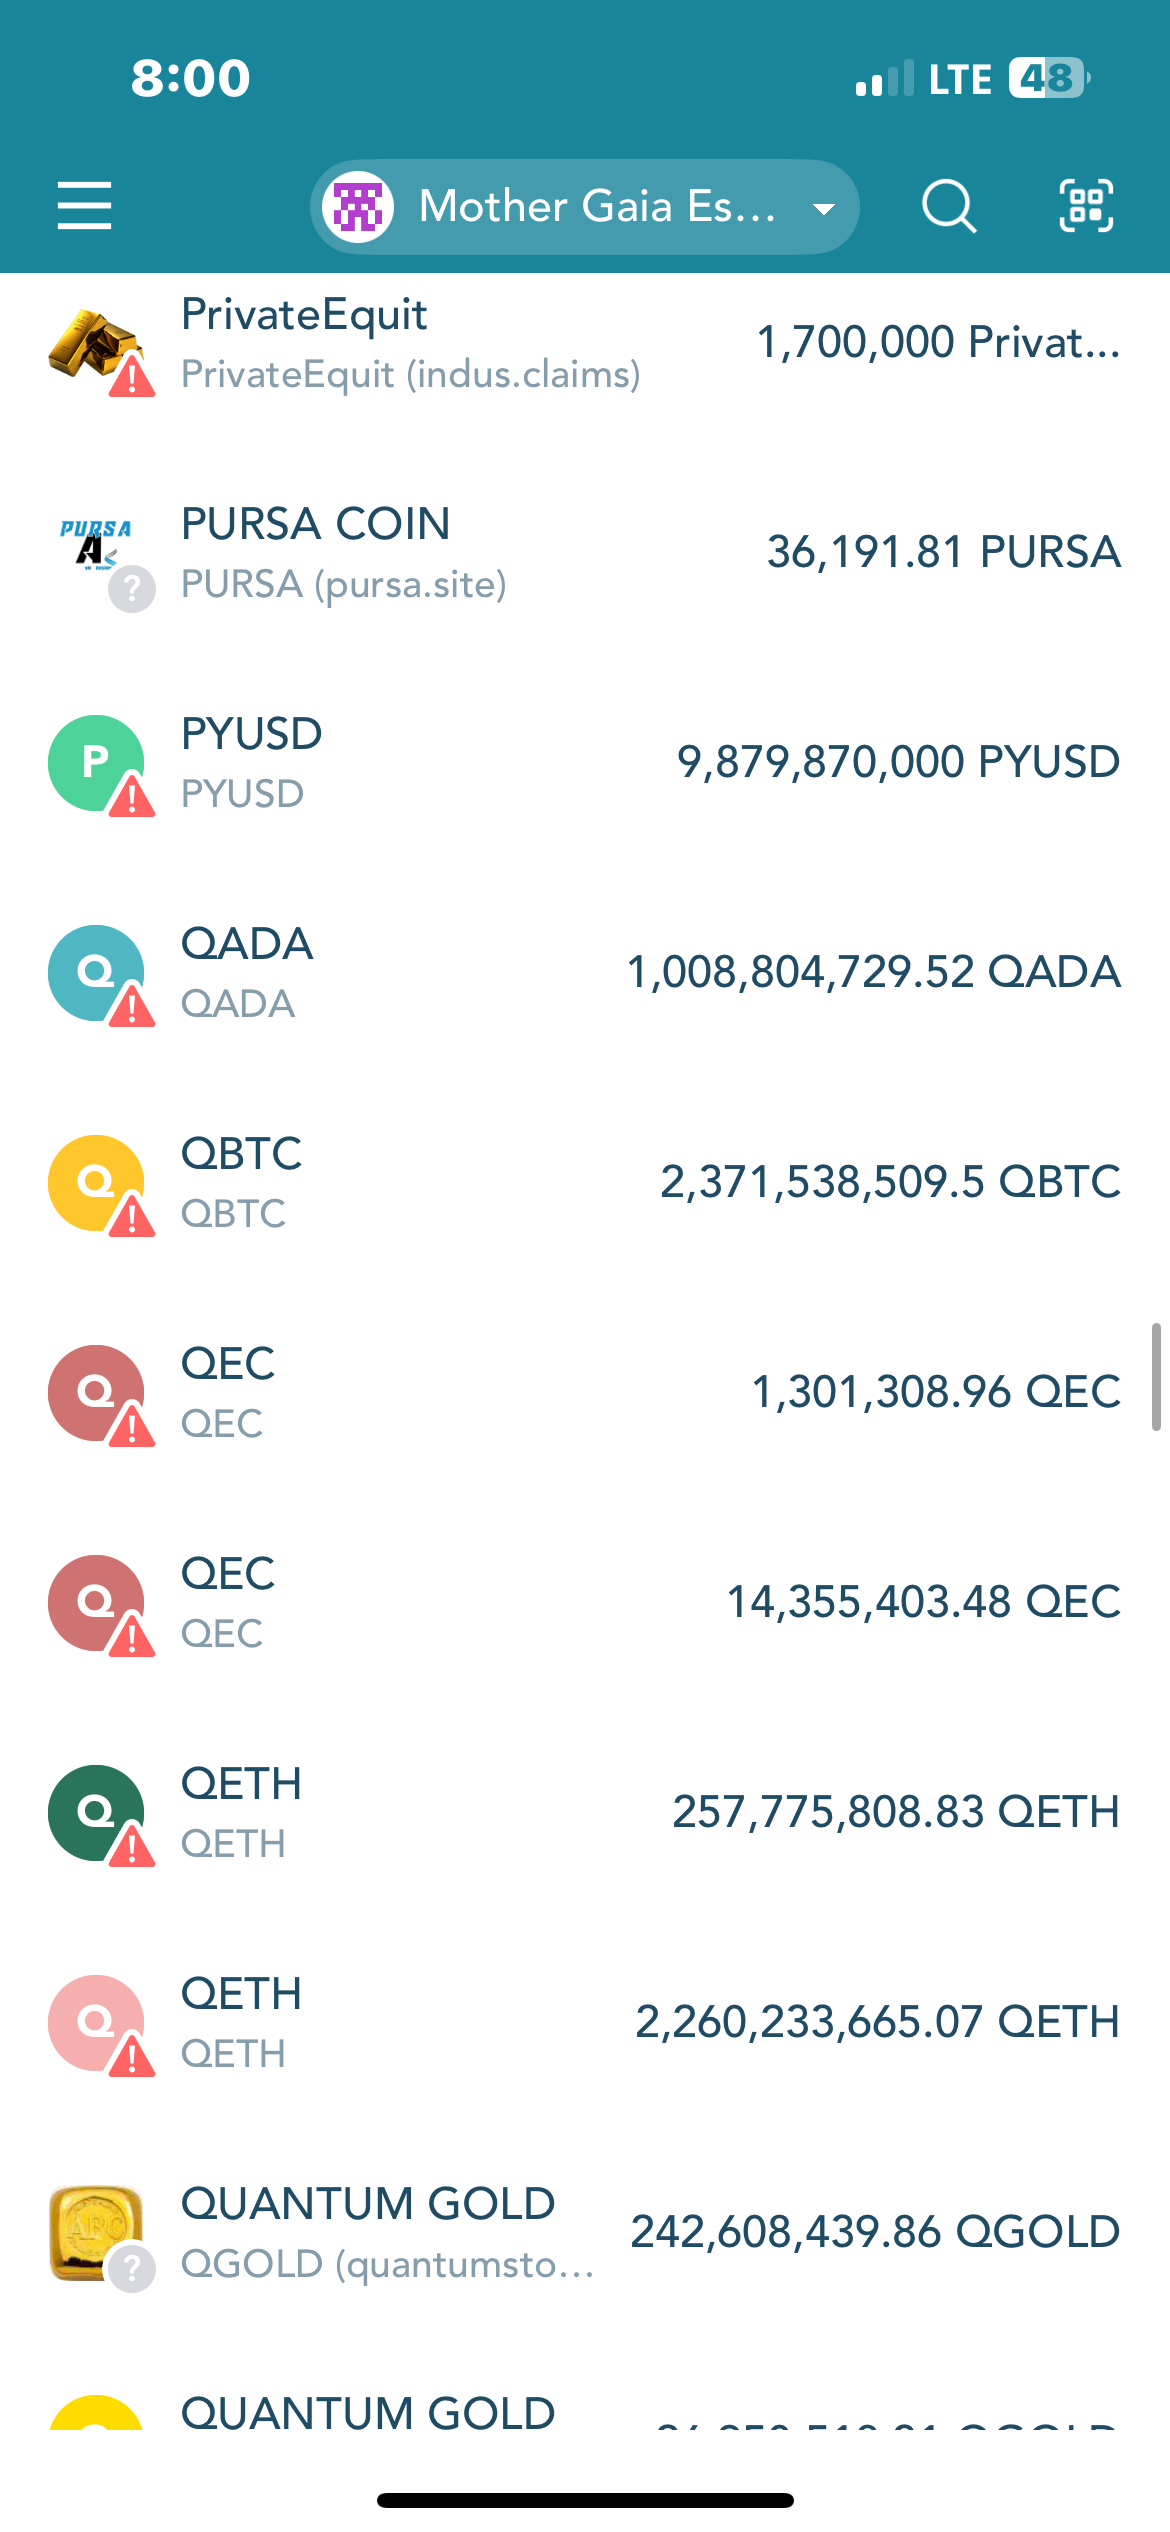 8:00
LTE 48
Mother Gaia Es...
PrivateEquit
1,700,000 Privat...
PrivateEquit (indus.claims)
PURSA
PURSA COIN
36,191.81 PURSA
PURSA (pursa.site)
P
PYUSD
9,879,870,000 PYUSD
PYUSD
Q
QADA
1,008,804,729.52 QADA
QADA
Q
QBTC
2,371,538,509.5 QBTC
QBTC
Q
QEC
1,301,308.96 QEC
QEC
Q
QEC
14,355,403.48 QEC
QEC
Q
QETH
257,775,808.83 QETH
QETH
Q
QETH
2,260,233,665.07 QETH
QETH
ARC
QUANTUM GOLD
242,608,439.86 QGOLD
QGOLD (quantumsto...
QUANTUM GOLD